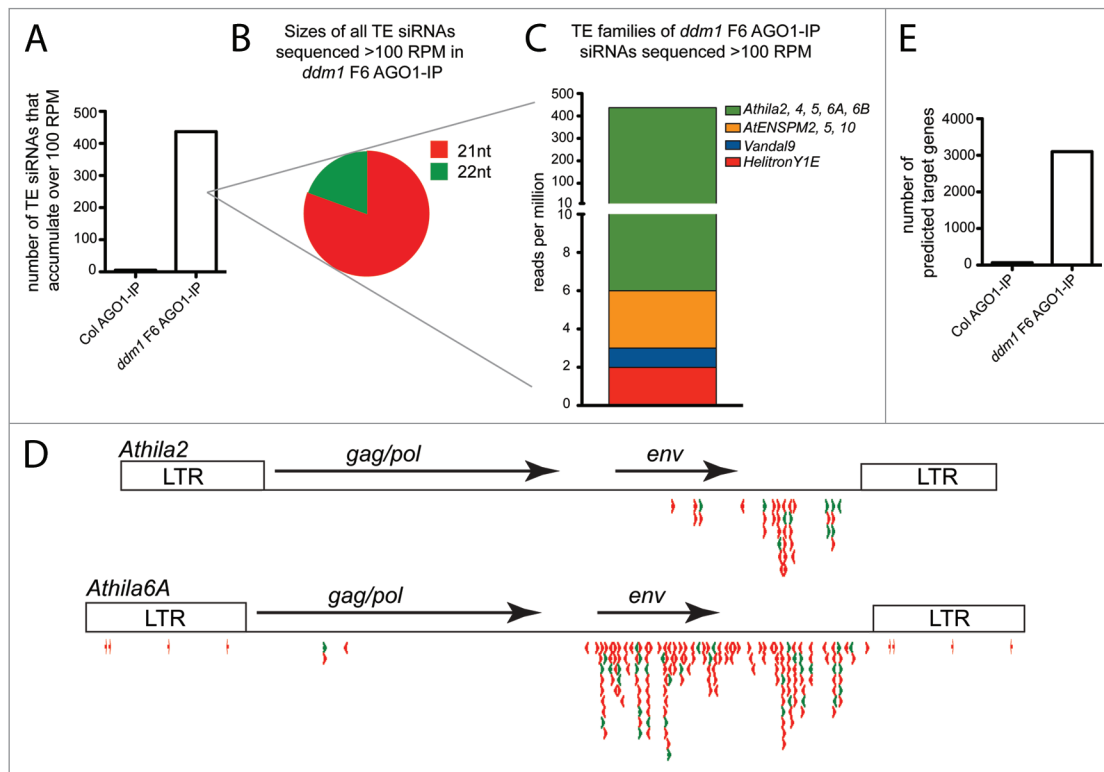 A
number of TE siRNAs that
accumulate over 100 RPM
500
400
300
200
100
0
Col AGO1-IP
ddm1 F6 AGO1-IP
B
Sizes of all TE siRNAs
sequenced >100 RPM in
ddm1 F6 AGO1-IP
21nt
22nt
C
TE families of ddm1 F6 AGO1-IP
siRNAs sequenced >100 RPM
reads per million
500
400
300
200
100
10
10
8
6
4
2
0
Athila2, 4, 5, 6A, 6B
AtENSPM2, 5, 10
Vandal9
HelitronY1E
E
number of
predicted target genes
4000
3000
2000
1000
0
Col AGO1-IP
ddm1 F6 AGO1-IP
D
Athila2
LTR
gag/pol
env
LTR
Athila6A
LTR
gag/pol
env
LTR